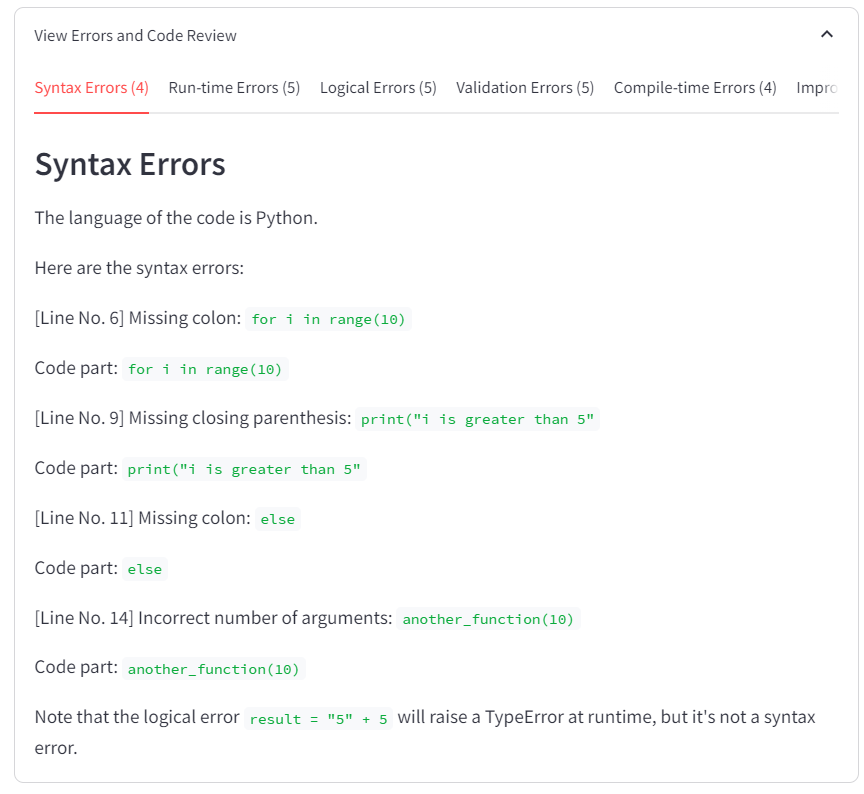 View Errors and Code Review
Syntax Errors (4) Run-time Errors (5) Logical Errors (5) Validation Errors (5) Compile-time Errors (4) Impro
Syntax Errors
The language of the code is Python.
Here are the syntax errors:
[Line No. 6] Missing colon: for i in range(10)
Code part: for i in range(10)
[Line No. 9] Missing closing parenthesis: print("i is greater than 5"
Code part: print("i is greater than 5"
[Line No. 11] Missing colon: else
Code part: else
[Line No. 14] Incorrect number of arguments: another_function(10)
Code part: another_function(10)
Note that the logical error result = "5" + 5 will raise a TypeError at runtime, but it's not a syntax
error.